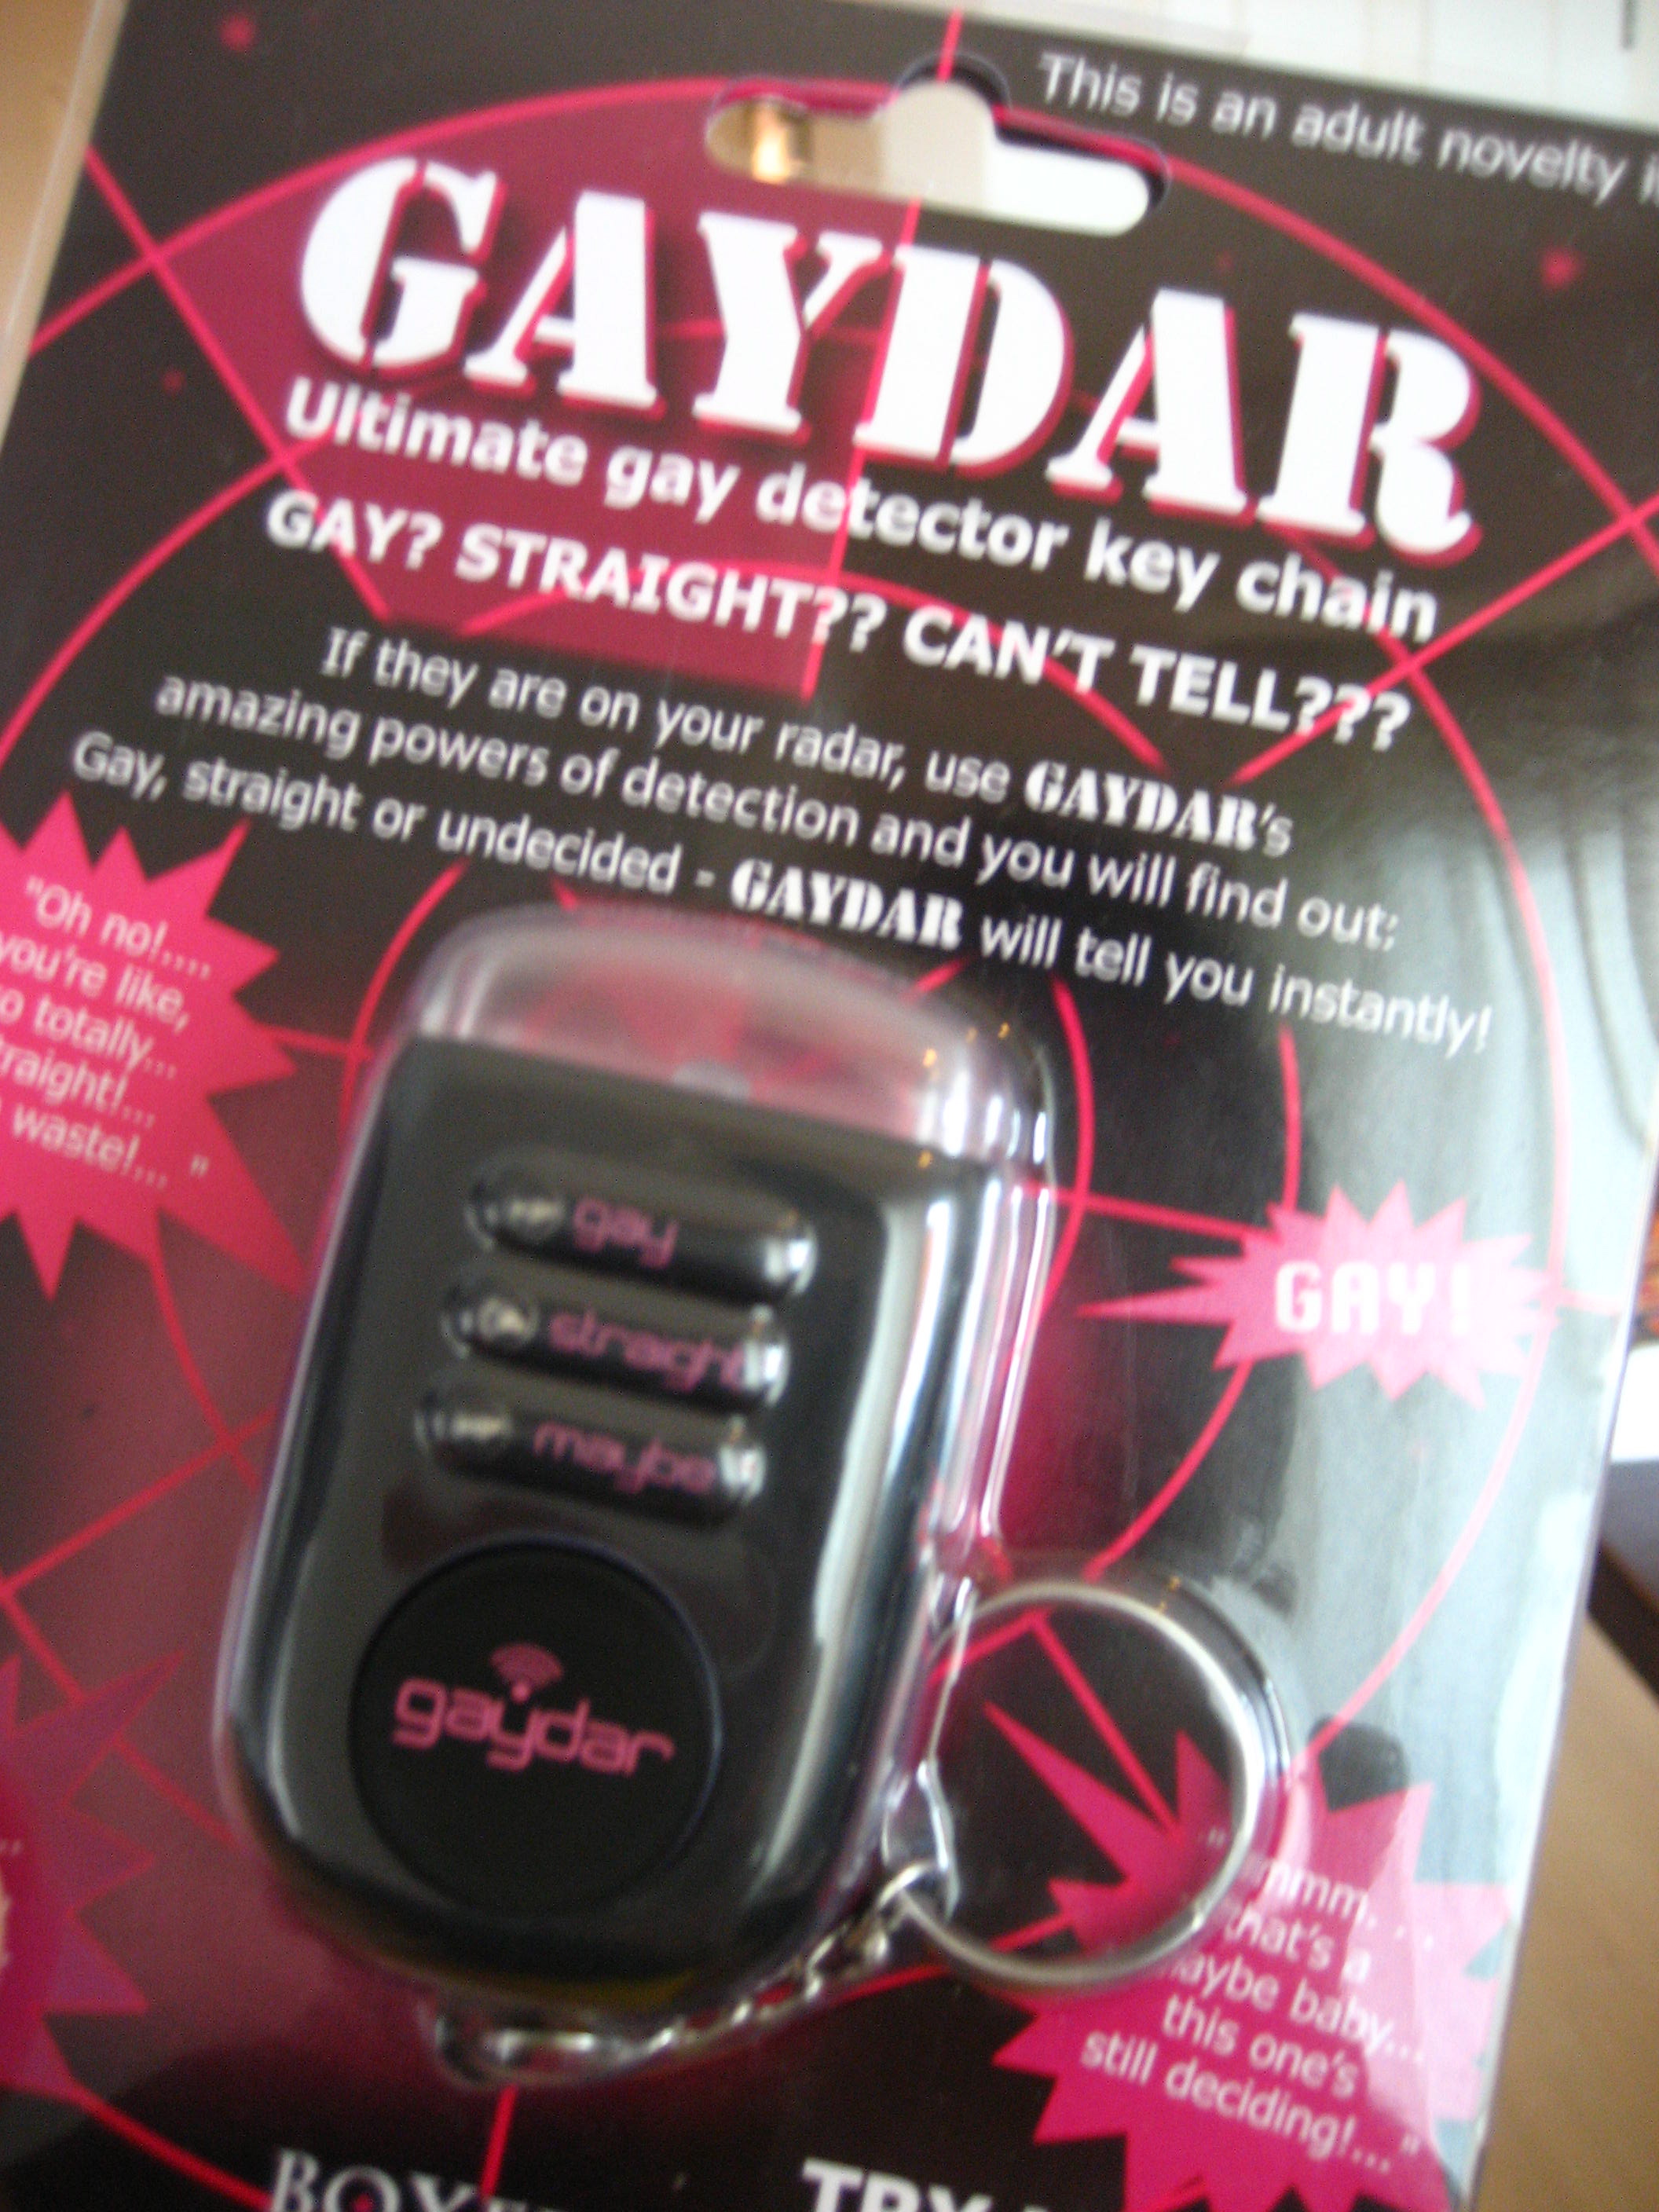 This is an adult novelty
GAYDAR
Ultimate gay detector key chain
GAY? STRAIGHT?? CAN'T TELL???
If they are on your radar, use GAYDAR's
amazing powers of detection and you will find out:
Gay, straight or undecided - GAYDAR will tell you instantly!
"Oh no!....
you're like,
totally...
waste!... "
gay
straight
maybe
GAY!
gaydar
that's a
baby...
this one's
still deciding!..."
TRY